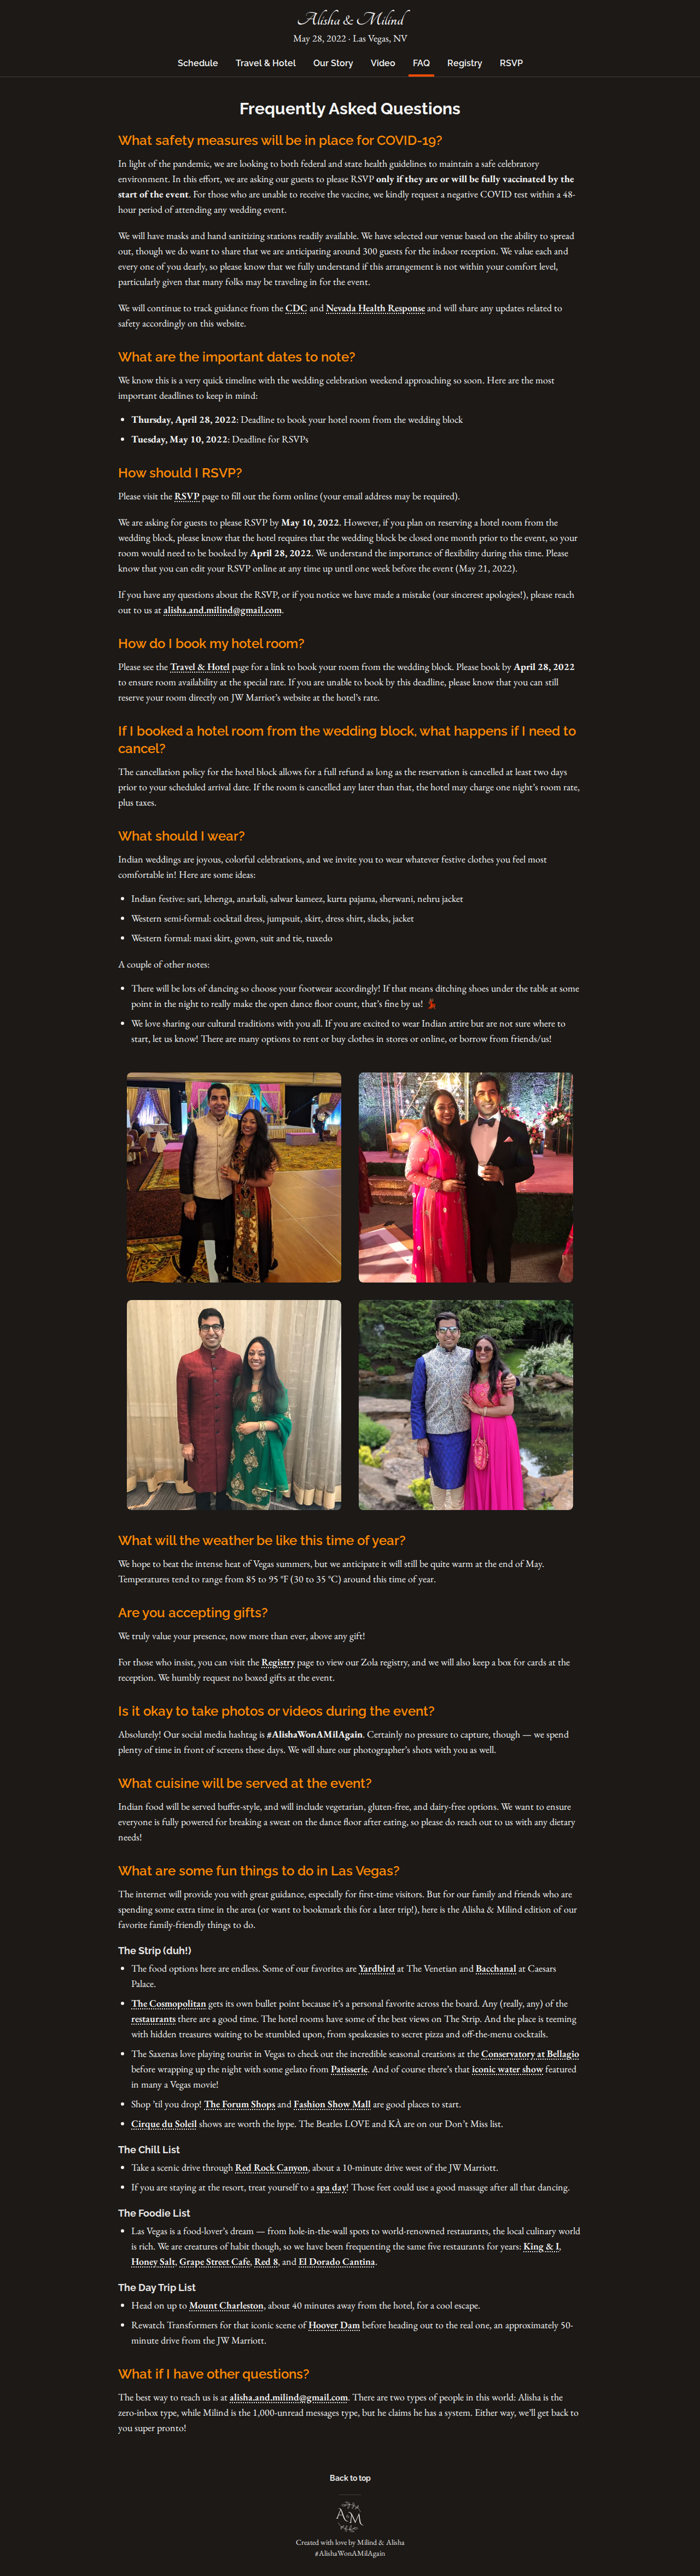 Alisha & Milind
May 28, 2022 · Las Vegas, NV
Schedule Travel & Hotel Our Story Video FAQ Registry RSVP
Frequently Asked Questions
What safety measures will be in place for COVID-19?
In light of the pandemic, we are looking to both federal and state health guidelines to maintain a safe celebratory
environment. In this effort, we are asking our guests to please RSVP only if they are or will be fully vaccinated by the
start of the event. For those who are unable to receive the vaccine, we kindly request a negative COVID test within a 48-
hour period of attending any wedding event.
We will have masks and hand sanitizing stations readily available. We have selected our venue based on the ability to spread
out, though we do want to share that we are anticipating around 300 guests for the indoor reception. We value each and
every one of you dearly, so please know that we fully understand if this arrangement is not within your comfort level,
particularly given that many folks may be traveling in for the event.
We will continue to track guidance from the CDC and Nevada Health Response and will share any updates related to
safety accordingly on this website.
What are the important dates to note?
We know this is a very quick timeline with the wedding celebration weekend approaching so soon. Here are the most
important deadlines to keep in mind:
• Thursday, April 28, 2022: Deadline to book your hotel room from the wedding block
• Tuesday, May 10, 2022: Deadline for RSVPs
How should I RSVP?
Please visit the RSVP page to fill out the form online (your email address may be required).
We are asking for guests to please RSVP by May 10, 2022. However, if you plan on reserving a hotel room from the
wedding block, please know that the hotel requires that the wedding block be closed one month prior to the event, so your
room would need to be booked by April 28, 2022. We understand the importance of flexibility during this time. Please
know that you can edit your RSVP online at any time up until one week before the event (May 21, 2022).
If you have any questions about the RSVP, or if you notice we have made a mistake (our sincerest apologies!), please reach
out to us at alisha.and.milind@gmail.com.
How do I book my hotel room?
Please see the Travel & Hotel page for a link to book your room from the wedding block. Please book by April 28, 2022
to ensure room availability at the special rate. If you are unable to book by this deadline, please know that you can still
reserve your room directly on JW Marriot's website at the hotel's rate.
If I booked a hotel room from the wedding block, what happens if I need to
cancel?
The cancellation policy for the hotel block allows for a full refund as long as the reservation is cancelled at least two days
prior to your scheduled arrival date. If the room is cancelled any later than that, the hotel may charge one night's room rate,
plus taxes.
What should I wear?
Indian weddings are joyous, colorful celebrations, and we invite you to wear whatever festive clothes you feel most
comfortable in! Here are some ideas:
• Indian festive: sari, lehenga, anarkali, salwar kameez, kurta pajama, sherwani, nehru jacket
• Western semi-formal: cocktail dress, jumpsuit, skirt, dress shirt, slacks, jacket
• Western formal: maxi skirt, gown, suit and tie, tuxedo
A couple of other notes:
• There will be lots of dancing so choose your footwear accordingly! If that means ditching shoes under the table at some
point in the night to really make the open dance floor count, that's fine by us! 💃
• We love sharing our cultural traditions with you all. If you are excited to wear Indian attire but are not sure where to
start, let us know! There are many options to rent or buy clothes in stores or online, or borrow from friends/us!
What will the weather be like this time of year?
We hope to beat the intense heat of Vegas summers, but we anticipate it will still be quite warm at the end of May.
Temperatures tend to range from 85 to 95 °F (30 to 35 °C) around this time of year.
Are you accepting gifts?
We truly value your presence, now more than ever, above any gift!
For those who insist, you can visit the Registry page to view our Zola registry, and we will also keep a box for cards at the
reception. We humbly request no boxed gifts at the event.
Is it okay to take photos or videos during the event?
Absolutely! Our social media hashtag is #AlishaWonAMilAgain. Certainly no pressure to capture, though — we spend
plenty of time in front of screens these days. We will share our photographer's shots with you as well.
What cuisine will be served at the event?
Indian food will be served buffet-style, and will include vegetarian, gluten-free, and dairy-free options. We want to ensure
everyone is fully powered for breaking a sweat on the dance floor after eating, so please do reach out to us with any dietary
needs!
What are some fun things to do in Las Vegas?
The internet will provide you with great guidance, especially for first-time visitors. But for our family and friends who are
spending some extra time in the area (or want to bookmark this for a later trip!), here is the Alisha & Milind edition of our
favorite family-friendly things to do.
The Strip (duh!)
• The food options here are endless. Some of our favorites are Yardbird at The Venetian and Bacchanal at Caesars
Palace.
• The Cosmopolitan gets its own bullet point because it's a personal favorite across the board. Any (really, any) of the
restaurants there are a good time. The hotel rooms have some of the best views on The Strip. And the place is teeming
with hidden treasures waiting to be stumbled upon, from speakeasies to secret pizza and off-the-menu cocktails.
• The Saxenas love playing tourist in Vegas to check out the incredible seasonal creations at the Conservatory at Bellagio
before wrapping up the night with some gelato from Patisserie. And of course there's that iconic water show featured
in many a Vegas movie!
• Shop 'til you drop! The Forum Shops and Fashion Show Mall are good places to start.
• Cirque du Soleil shows are worth the hype. The Beatles LOVE and KÀ are on our Don't Miss list.
The Chill List
• Take a scenic drive through Red Rock Canyon, about a 10-minute drive west of the JW Marriott.
• If you are staying at the resort, treat yourself to a spa day! Those feet could use a good massage after all that dancing.
The Foodie List
• Las Vegas is a food-lover's dream — from hole-in-the-wall spots to world-renowned restaurants, the local culinary world
is rich. We are creatures of habit though, so we have been frequenting the same five restaurants for years: King & I,
Honey Salt, Grape Street Cafe, Red 8, and El Dorado Cantina.
The Day Trip List
• Head on up to Mount Charleston, about 40 minutes away from the hotel, for a cool escape.
• Rewatch Transformers for that iconic scene of Hoover Dam before heading out to the real one, an approximately 50-
minute drive from the JW Marriott.
What if I have other questions?
The best way to reach us is at alisha.and.milind@gmail.com. There are two types of people in this world: Alisha is the
zero-inbox type, while Milind is the 1,000-unread messages type, but he claims he has a system. Either way, we'll get back to
you super pronto!
Back to top
A&M
Created with love by Milind & Alisha
#AlishaWonAMilAgain